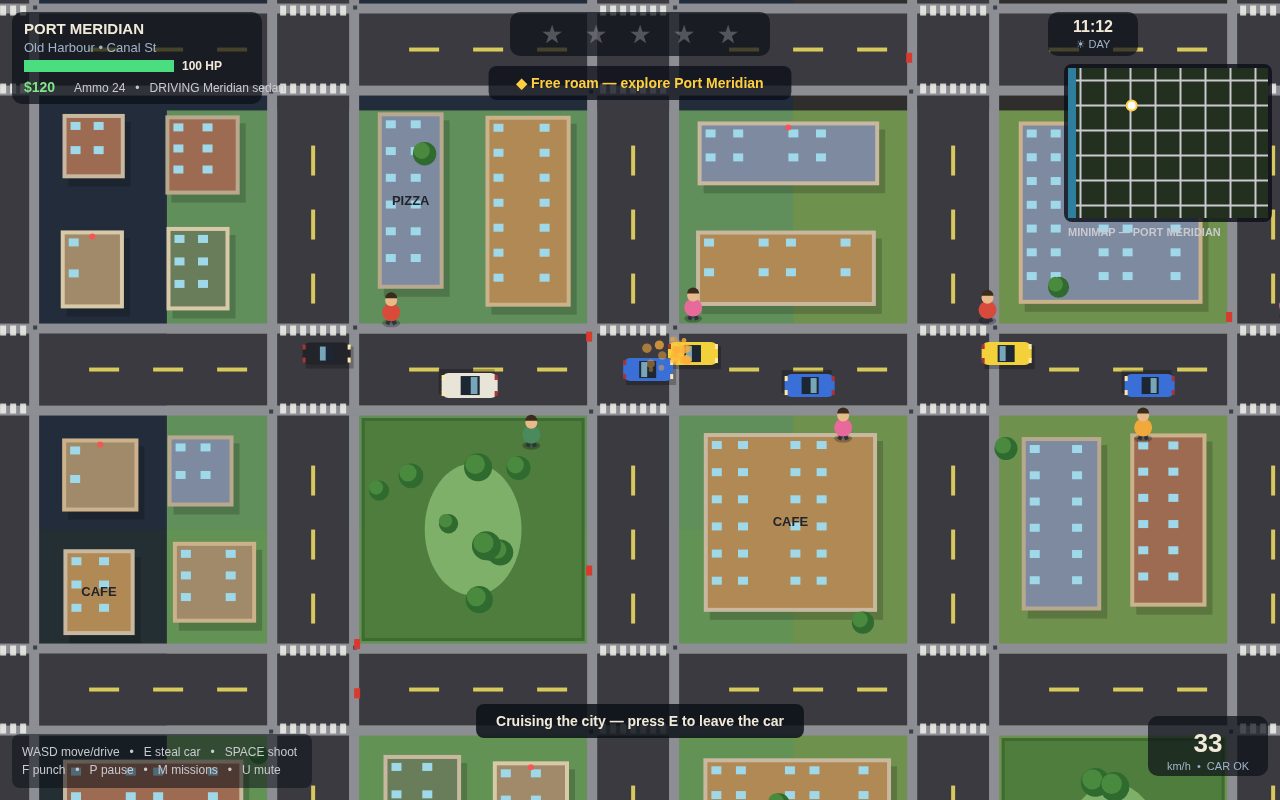 PORT MERIDIAN
Old Harbour • Canal St
100 HP
$120 Ammo 24 • DRIVING Meridian sedan
◆ Free roam — explore Port Meridian
11:12
☀ DAY
MINIMAP — PORT MERIDIAN
PIZZA
CAFE
CAFE
Cruising the city — press E to leave the car
WASD move/drive • E steal car • SPACE shoot
F punch • P pause • M missions • U mute
33
km/h • CAR OK